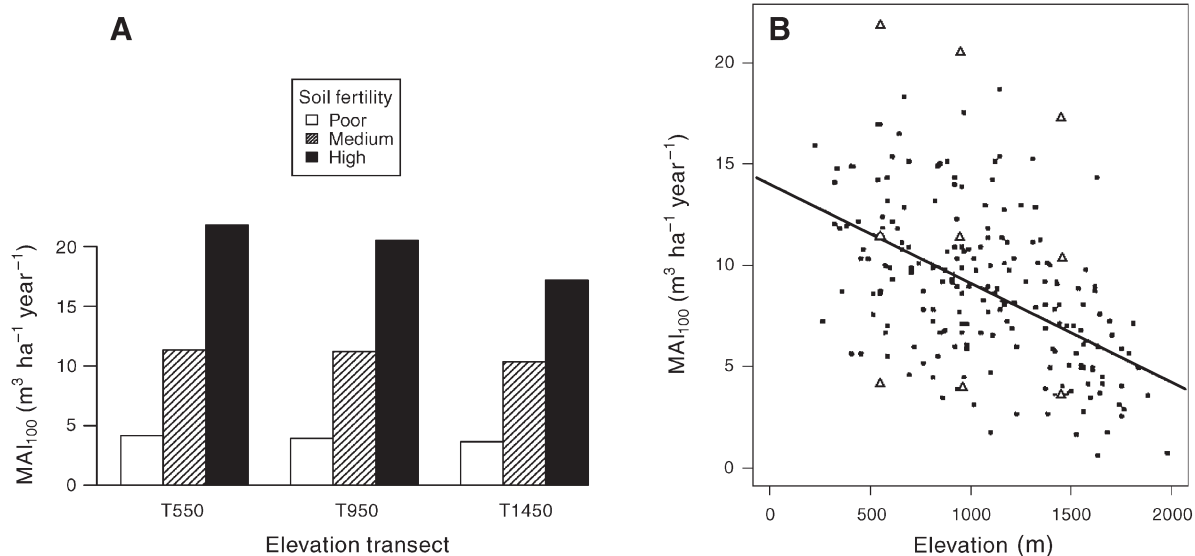 A
Soil fertility
Poor
Medium
High
MAI₁₀₀ (m³ ha⁻¹ year⁻¹)
20
15
10
5
0
T550
T950
T1450
Elevation transect
B
MAI₁₀₀ (m³ ha⁻¹ year⁻¹)
20
15
10
5
0
0
500
1000
1500
2000
Elevation (m)